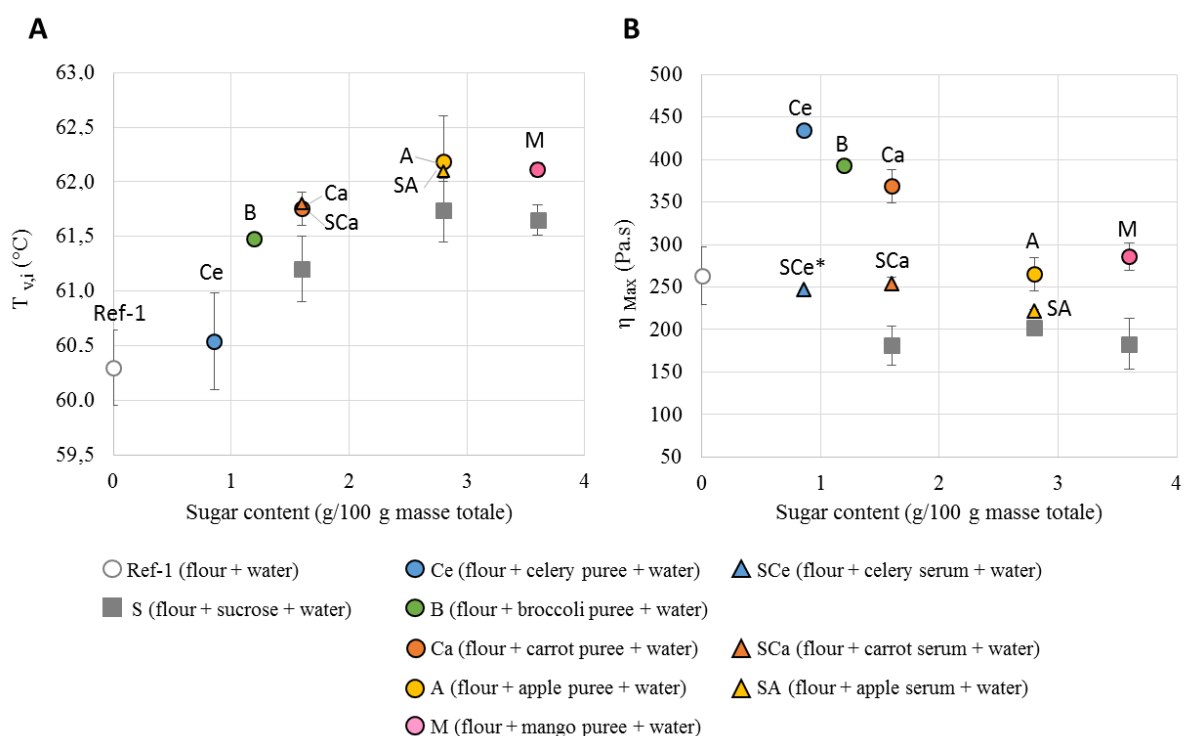 A
63,0
62.5
62.0
61.5
61.0
60.5
60.0
59,5
T v,i (°C)
Ref-1
Ce
B
Ca
SCa
A
SA
M
0
1
2
3
4
Sugar content (g/100 g masse totale)
B
500
450
400
350
300
250
200
150
100
50
η Max (Pa.s)
Ce
B
Ca
SCe*
SCa
A
SA
M
0
1
2
3
4
Sugar content (g/100 g masse totale)
Ref-1 (flour + water)
S (flour + sucrose + water)
Ce (flour + celery puree + water)
B (flour + broccoli puree + water)
Ca (flour + carrot puree + water)
A (flour + apple puree + water)
M (flour + mango puree + water)
SCe (flour + celery serum + water)
SCa (flour + carrot serum + water)
SA (flour + apple serum + water)